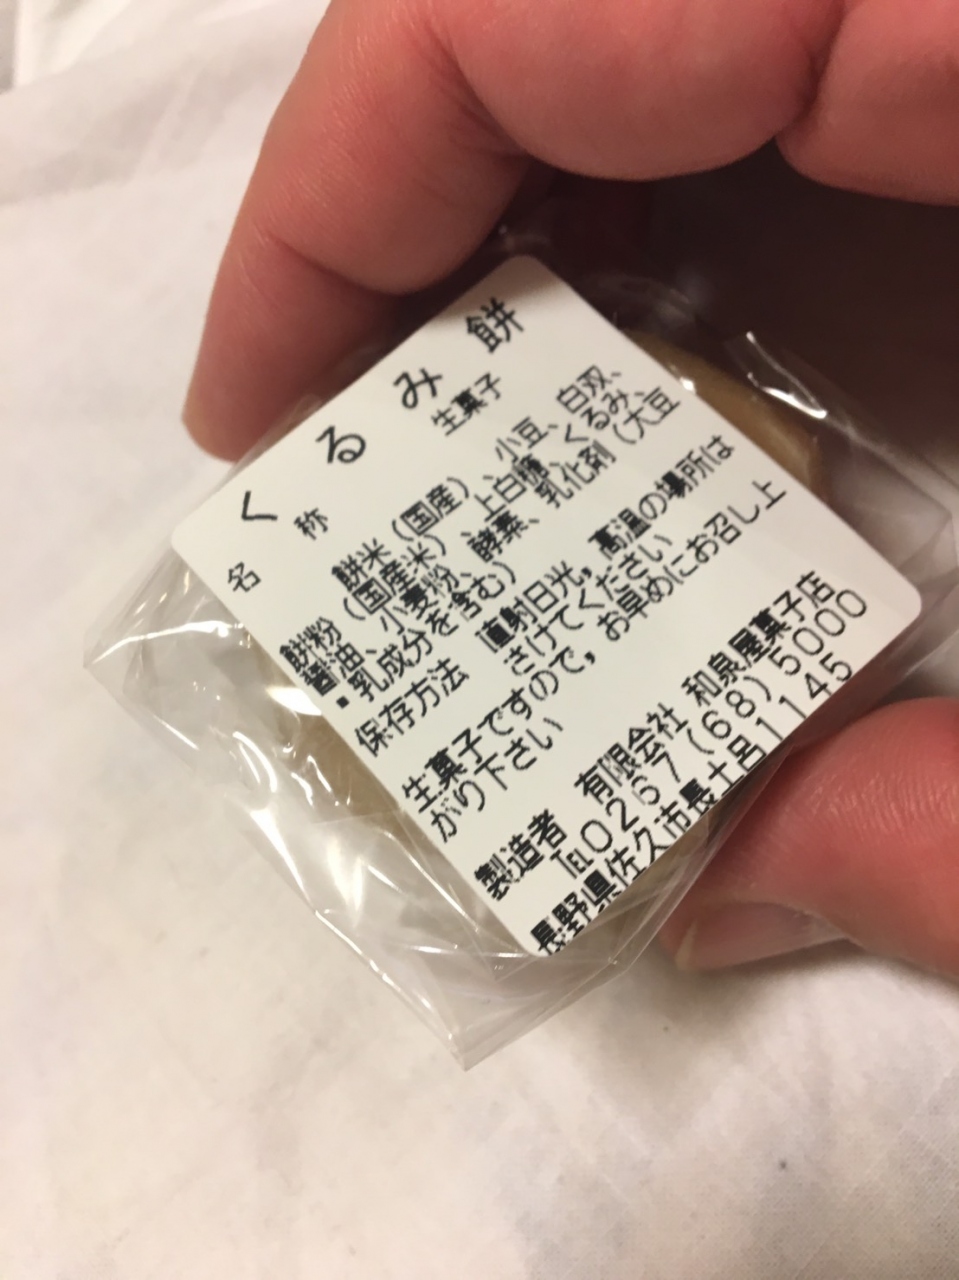 くるみ餅
名称 生菓子
餅米（国産）、小豆、白双、
餅粉（国産米）、上白糖、くるみ、
醤油、小麦粉、酵素、乳化剤（大豆
・乳成分を含む）
保存方法 直射日光，高温の場所は
さけてください
生菓子ですので，お早めにお召し上
がり下さい
製造者 有限会社 和泉屋菓子店
TEL0267(68)5000
長野県佐久市長土呂1145